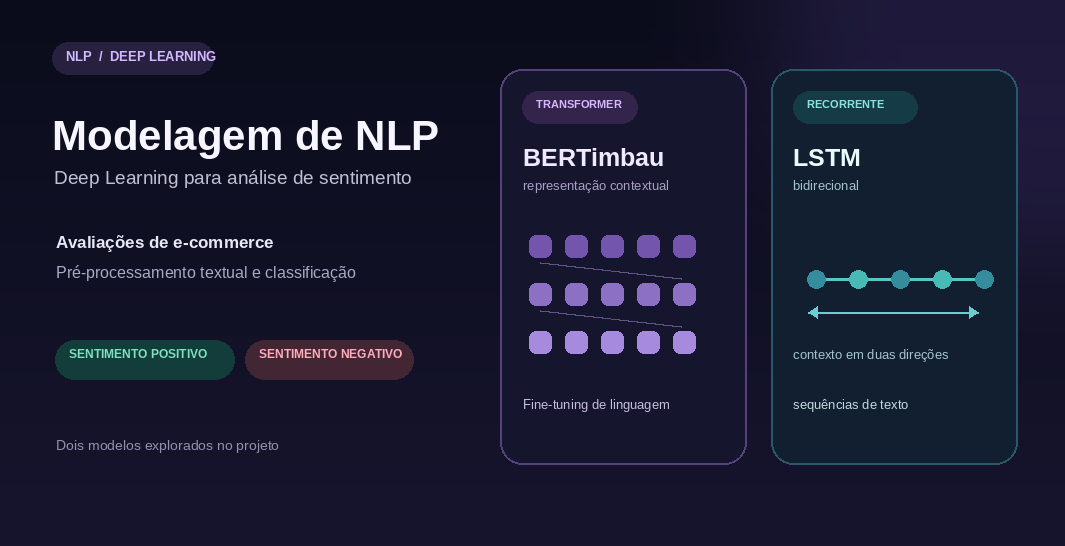 NLP / DEEP LEARNING
Modelagem de NLP
Deep Learning para análise de sentimento
Avaliações de e-commerce
Pré-processamento textual e classificação
SENTIMENTO POSITIVO
SENTIMENTO NEGATIVO
Dois modelos explorados no projeto
TRANSFORMER
BERTimbau
representação contextual
Fine-tuning de linguagem
RECORRENTE
LSTM
bidirecional
contexto em duas direções
sequências de texto